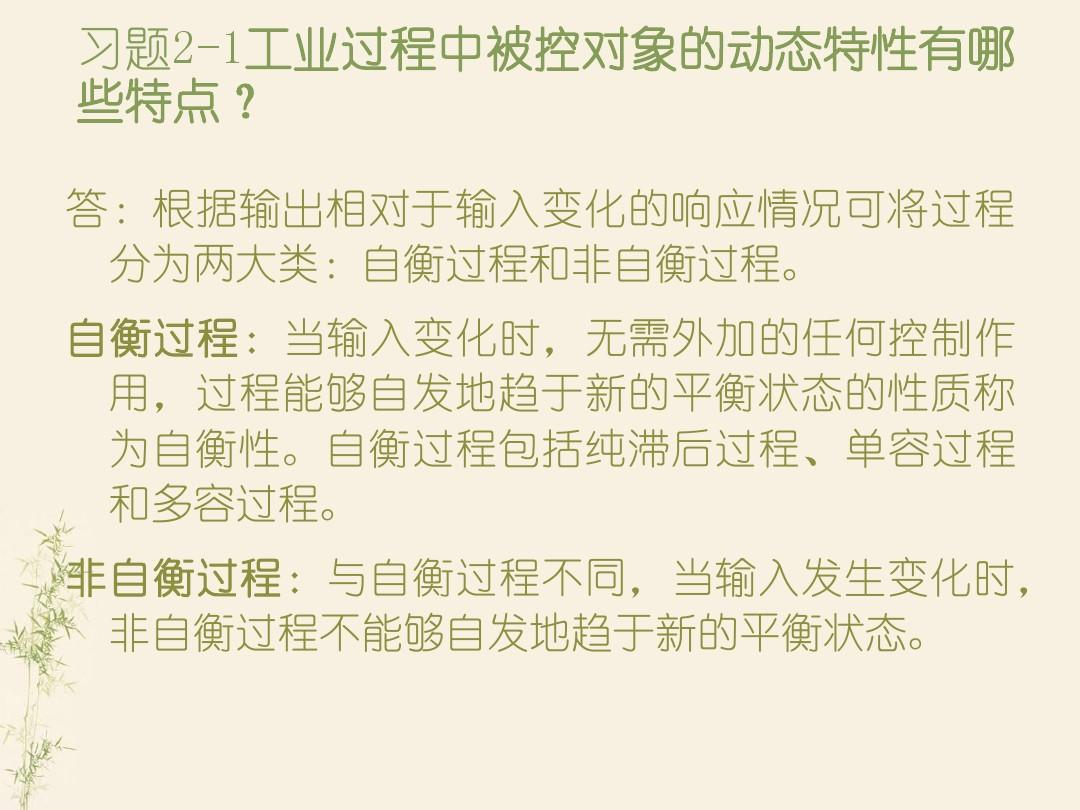 习题2-1工业过程中被控对象的动态特性有哪
些特点？
答：根据输出相对于输入变化的响应情况可将过程
分为两大类：自衡过程和非自衡过程。
自衡过程：当输入变化时，无需外加的任何控制作
用，过程能够自发地趋于新的平衡状态的性质称
为自衡性。自衡过程包括纯滞后过程、单容过程
和多容过程。
非自衡过程：与自衡过程不同，当输入发生变化时，
非自衡过程不能够自发地趋于新的平衡状态。